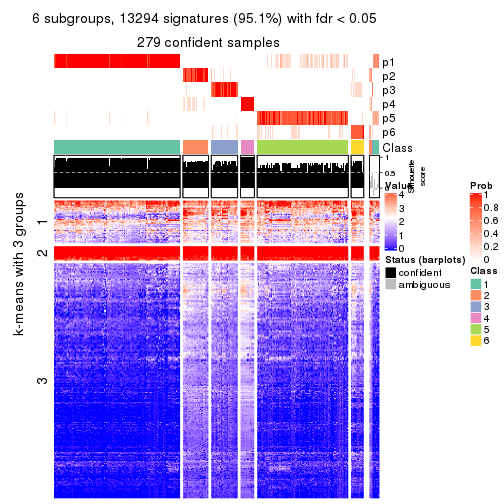 6 subgroups, 13294 signatures (95.1%) with fdr < 0.05
279 confident samples
p1
p2
p3
p4
p5
p6
Class
1
0.5
0
Silhouette
score
k-means with 3 groups
1
2
3
Value
4
3
2
1
0
Status (barplots)
confident
ambiguous
Prob
1
0.8
0.6
0.4
0.2
0
Class
1
2
3
4
5
6